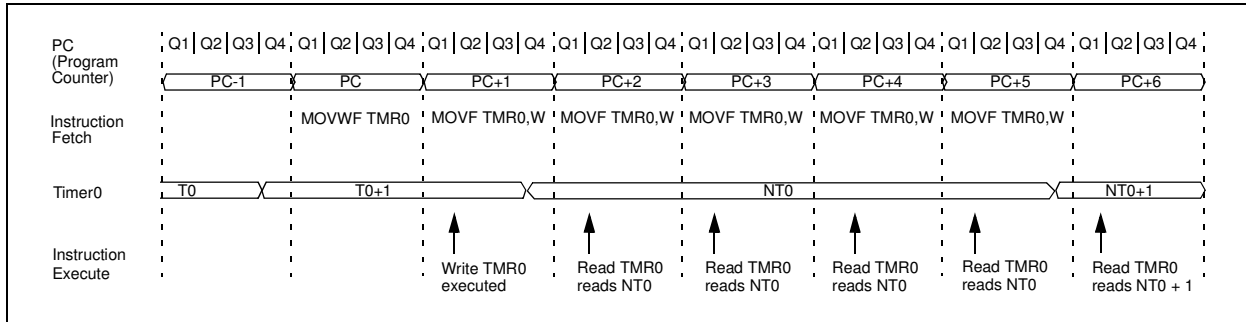 PC
(Program
Counter)
Q1 Q2 Q3 Q4 Q1 Q2 Q3 Q4 Q1 Q2 Q3 Q4 Q1 Q2 Q3 Q4 Q1 Q2 Q3 Q4 Q1 Q2 Q3 Q4 Q1 Q2 Q3 Q4 Q1 Q2 Q3 Q4
PC-1 PC PC+1 PC+2 PC+3 PC+4 PC+5 PC+6
Instruction
Fetch
MOVWF TMR0 MOVF TMR0,W MOVF TMR0,W MOVF TMR0,W MOVF TMR0,W MOVF TMR0,W
Timer0
T0 T0+1 NT0 NT0+1
Instruction
Execute
Write TMR0
executed
Read TMR0
reads NT0
Read TMR0
reads NT0
Read TMR0
reads NT0
Read TMR0
reads NT0
Read TMR0
reads NT0 + 1